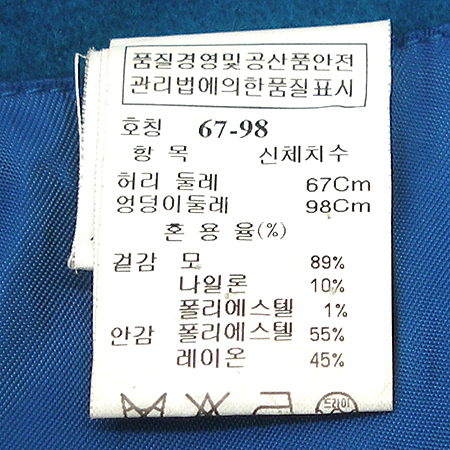 품질경영및공산품안전
관리법에의한품질표시
호칭 67-98
항 목 신체치수
허리 둘레 67Cm
엉덩이둘레 98Cm
혼 용 율(%)
겉감 모 89%
나일론 10%
폴리에스텔 1%
안감 폴리에스텔 55%
레이온 45%
드라이